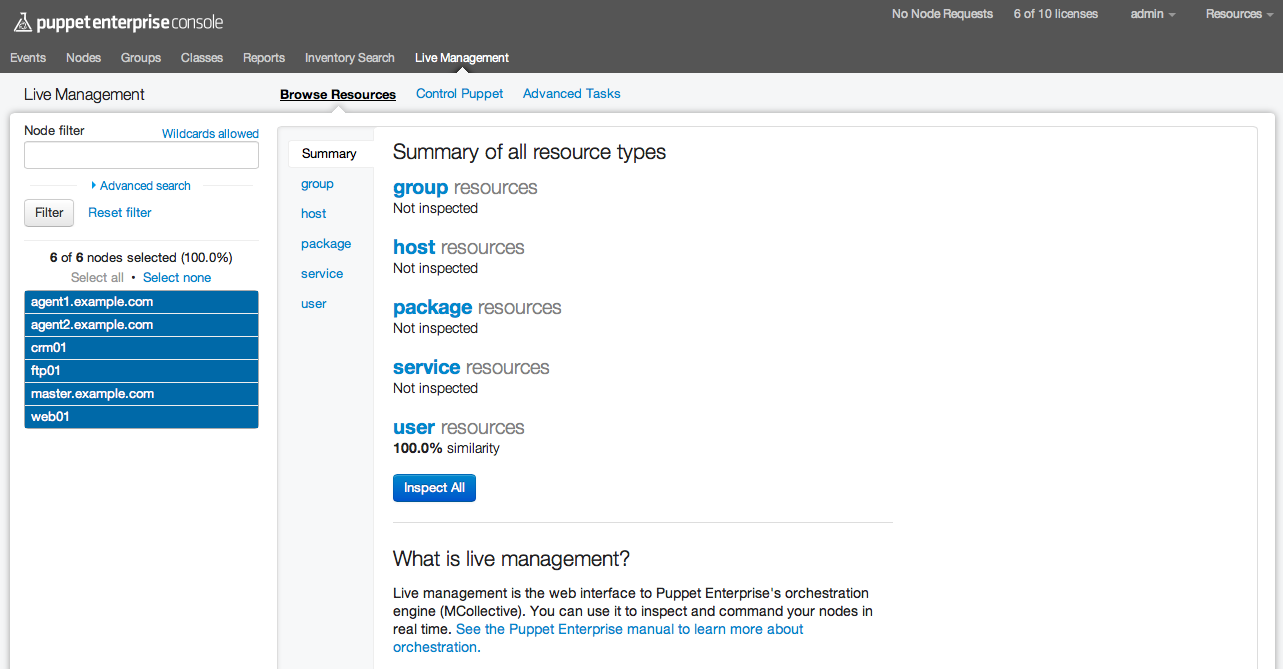 puppet enterprise console
No Node Requests 6 of 10 licenses admin Resources
Events Nodes Groups Classes Reports Inventory Search Live Management
Live Management
Browse Resources Control Puppet Advanced Tasks
Node filter Wildcards allowed
Advanced search
Filter Reset filter
6 of 6 nodes selected (100.0%)
Select all • Select none
agent1.example.com
agent2.example.com
crm01
ftp01
master.example.com
web01
Summary
group
host
package
service
user
Summary of all resource types
group resources
Not inspected
host resources
Not inspected
package resources
Not inspected
service resources
Not inspected
user resources
100.0% similarity
Inspect All
What is live management?
Live management is the web interface to Puppet Enterprise's orchestration
engine (MCollective). You can use it to inspect and command your nodes in
real time. See the Puppet Enterprise manual to learn more about
orchestration.